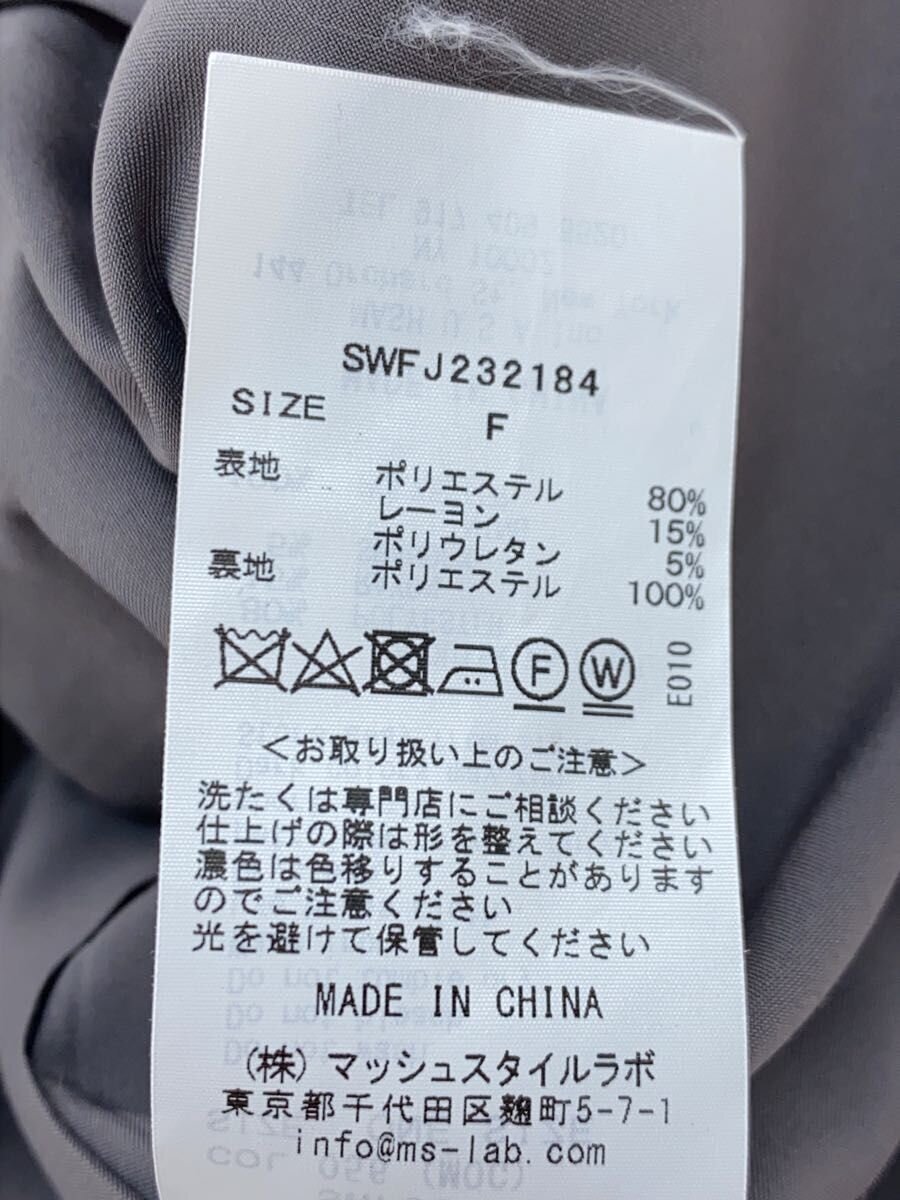 SWFJ232184
SIZE F
表地 ポリエステル 80%
レーヨン 15%
ポリウレタン 5%
裏地 ポリエステル 100%
F W E010
<お取り扱い上のご注意>
洗たくは専門店にご相談ください
仕上げの際は形を整えてください
濃色は色移りすることがあります
のでご注意ください
光を避けて保管してください
MADE IN CHINA
(株)マッシュスタイルラボ
東京都千代田区麹町5-7-1
info@ms-lab.com